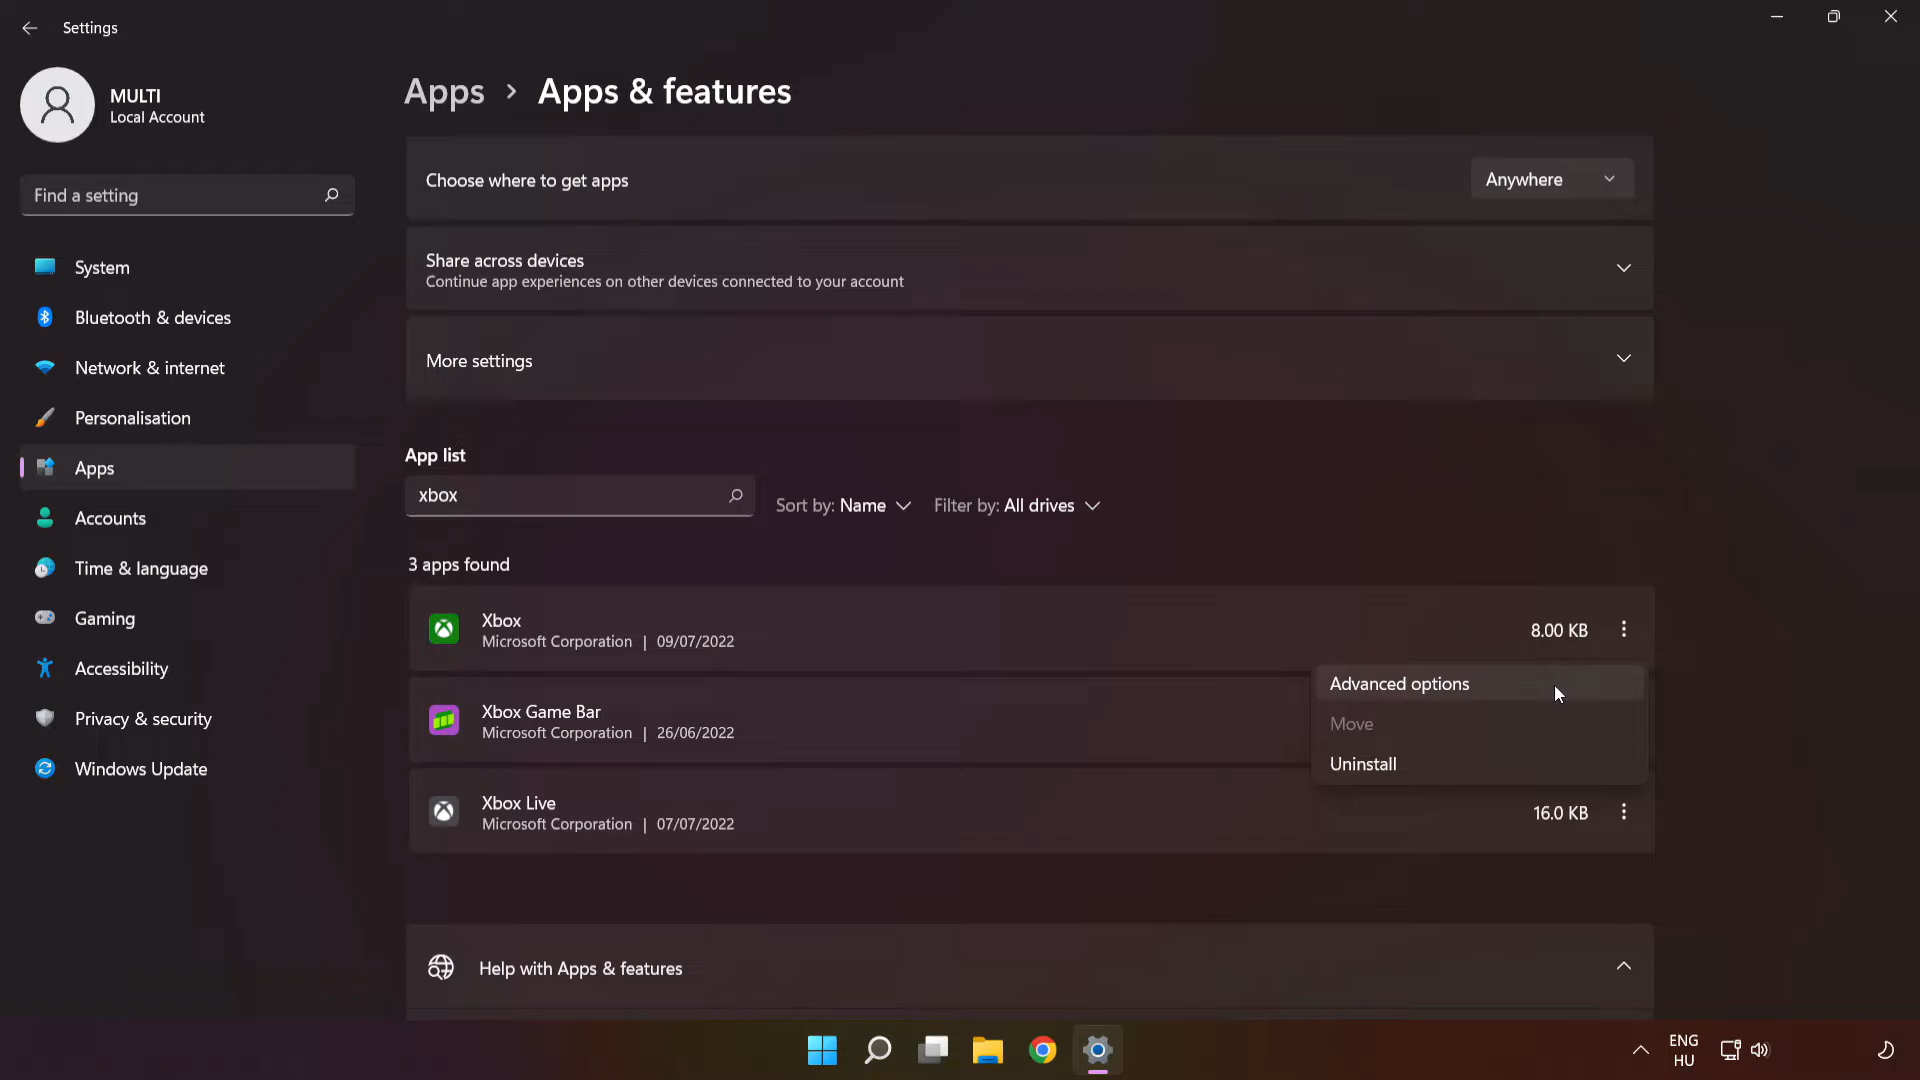 Settings
MULTI
Local Account
Find a setting
System
Bluetooth & devices
Network & internet
Personalisation
Apps
Accounts
Time & language
Gaming
Accessibility
Privacy & security
Windows Update
Apps > Apps & features
Choose where to get apps
Anywhere
Share across devices
Continue app experiences on other devices connected to your account
More settings
App list
xbox
Sort by: Name
Filter by: All drives
3 apps found
Xbox
Microsoft Corporation | 09/07/2022
8.00 KB
Advanced options
Move
Uninstall
Xbox Game Bar
Microsoft Corporation | 26/06/2022
Xbox Live
Microsoft Corporation | 07/07/2022
16.0 KB
Help with Apps & features
ENG
HU